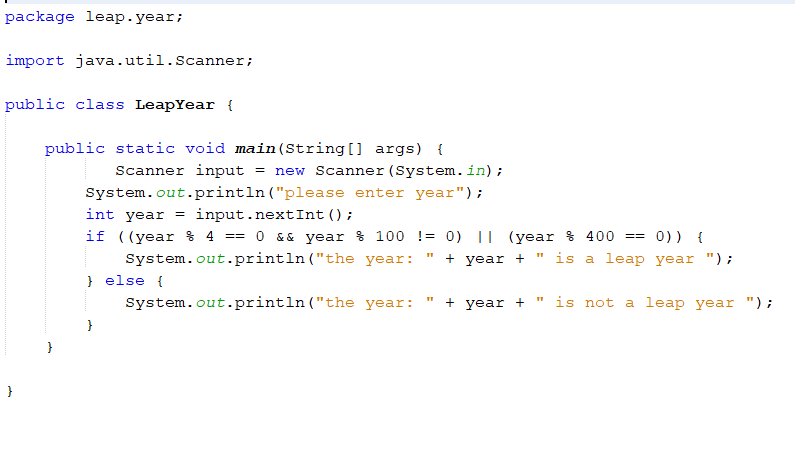 package leap.year;
import java.util.Scanner;
public class LeapYear {
public static void main(String[] args) {
Scanner input = new Scanner(System.in);
System.out.println("please enter year");
int year = input.nextInt();
if ((year % 4 == 0 && year % 100 != 0) || (year % 400 == 0)) {
System.out.println("the year: " + year + " is a leap year ");
} else {
System.out.println("the year: " + year + " is not a leap year ");
}
}
}